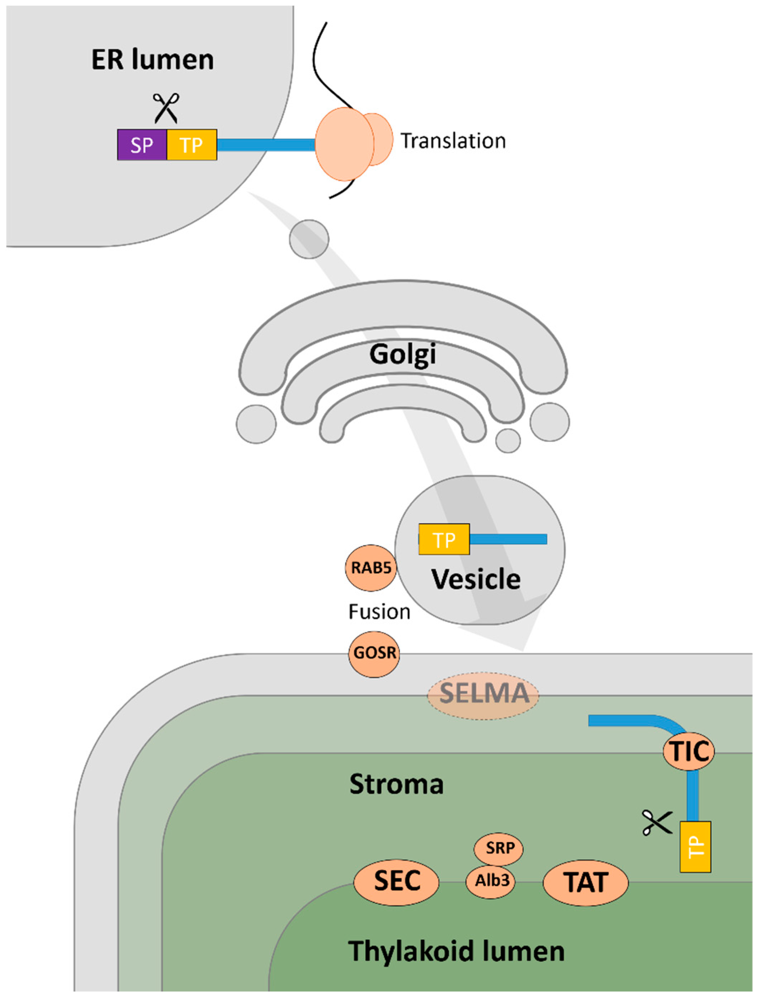 ER lumen
SP TP
Translation
Golgi
TP
RAB5
Vesicle
Fusion
GOSR
SELMA
TIC
Stroma
TP
SRP
SEC Alb3 TAT
Thylakoid lumen